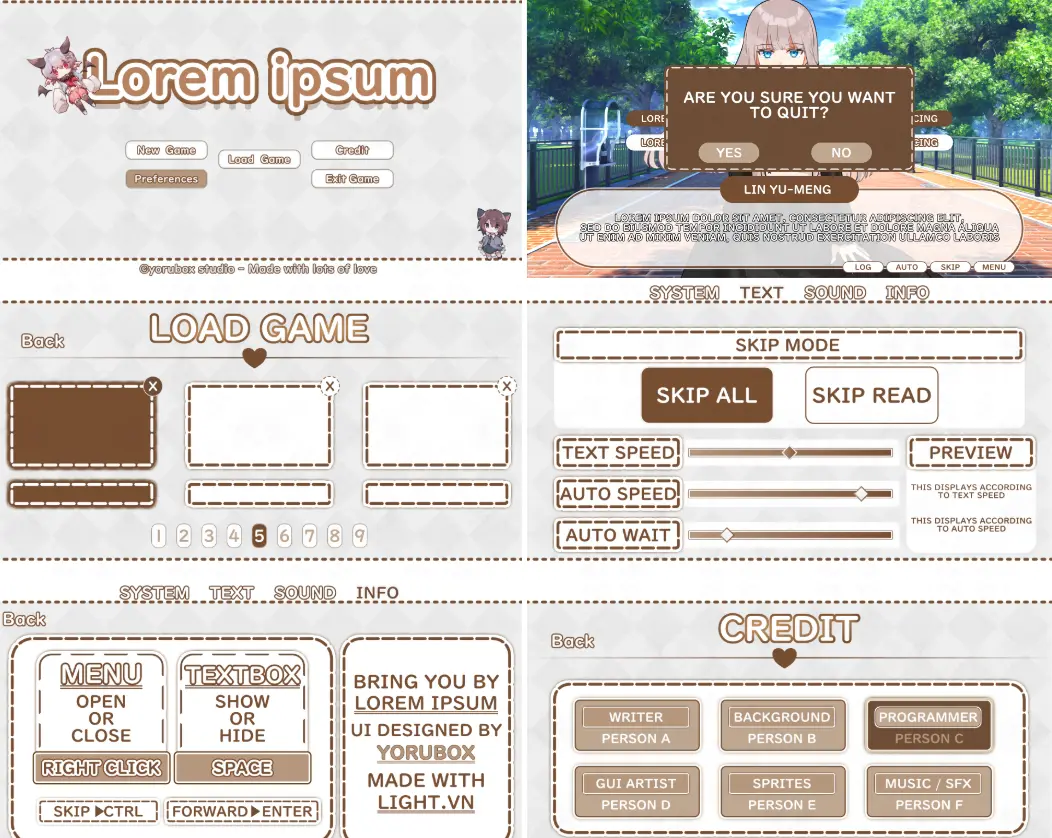 Lorem ipsum
New Game
Load Game
Credit
Preferences
Exit Game
©yorubox studio - Made with lots of love
ARE YOU SURE YOU WANT
TO QUIT?
YES
NO
LORE
CING
LORE
CING
LIN YU-MENG
LOREM IPSUM DOLOR SIT AMET, CONSECTETUR ADIPISCING ELIT,
SED DO EIUSMOD TEMPOR INCIDIDUNT UT LABORE ET DOLORE MAGNA ALIQUA
UT ENIM AD MINIM VENIAM, QUIS NOSTRUD EXERCITATION ULLAMCO LABORIS
LOG
AUTO
SKIP
MENU
Back
LOAD GAME
X
X
X
1 2 3 4 5 6 7 8 9
SYSTEM TEXT SOUND INFO
SKIP MODE
SKIP ALL
SKIP READ
TEXT SPEED
AUTO SPEED
AUTO WAIT
PREVIEW
THIS DISPLAYS ACCORDING
TO TEXT SPEED
THIS DISPLAYS ACCORDING
TO AUTO SPEED
SYSTEM TEXT SOUND INFO
Back
MENU
OPEN
OR
CLOSE
RIGHT CLICK
TEXTBOX
SHOW
OR
HIDE
SPACE
SKIP ▶CTRL
FORWARD▶ENTER
BRING YOU BY
LOREM IPSUM
UI DESIGNED BY
YORUBOX
MADE WITH
LIGHT.VN
Back
CREDIT
WRITER
PERSON A
BACKGROUND
PERSON B
PROGRAMMER
PERSON C
GUI ARTIST
PERSON D
SPRITES
PERSON E
MUSIC / SFX
PERSON F